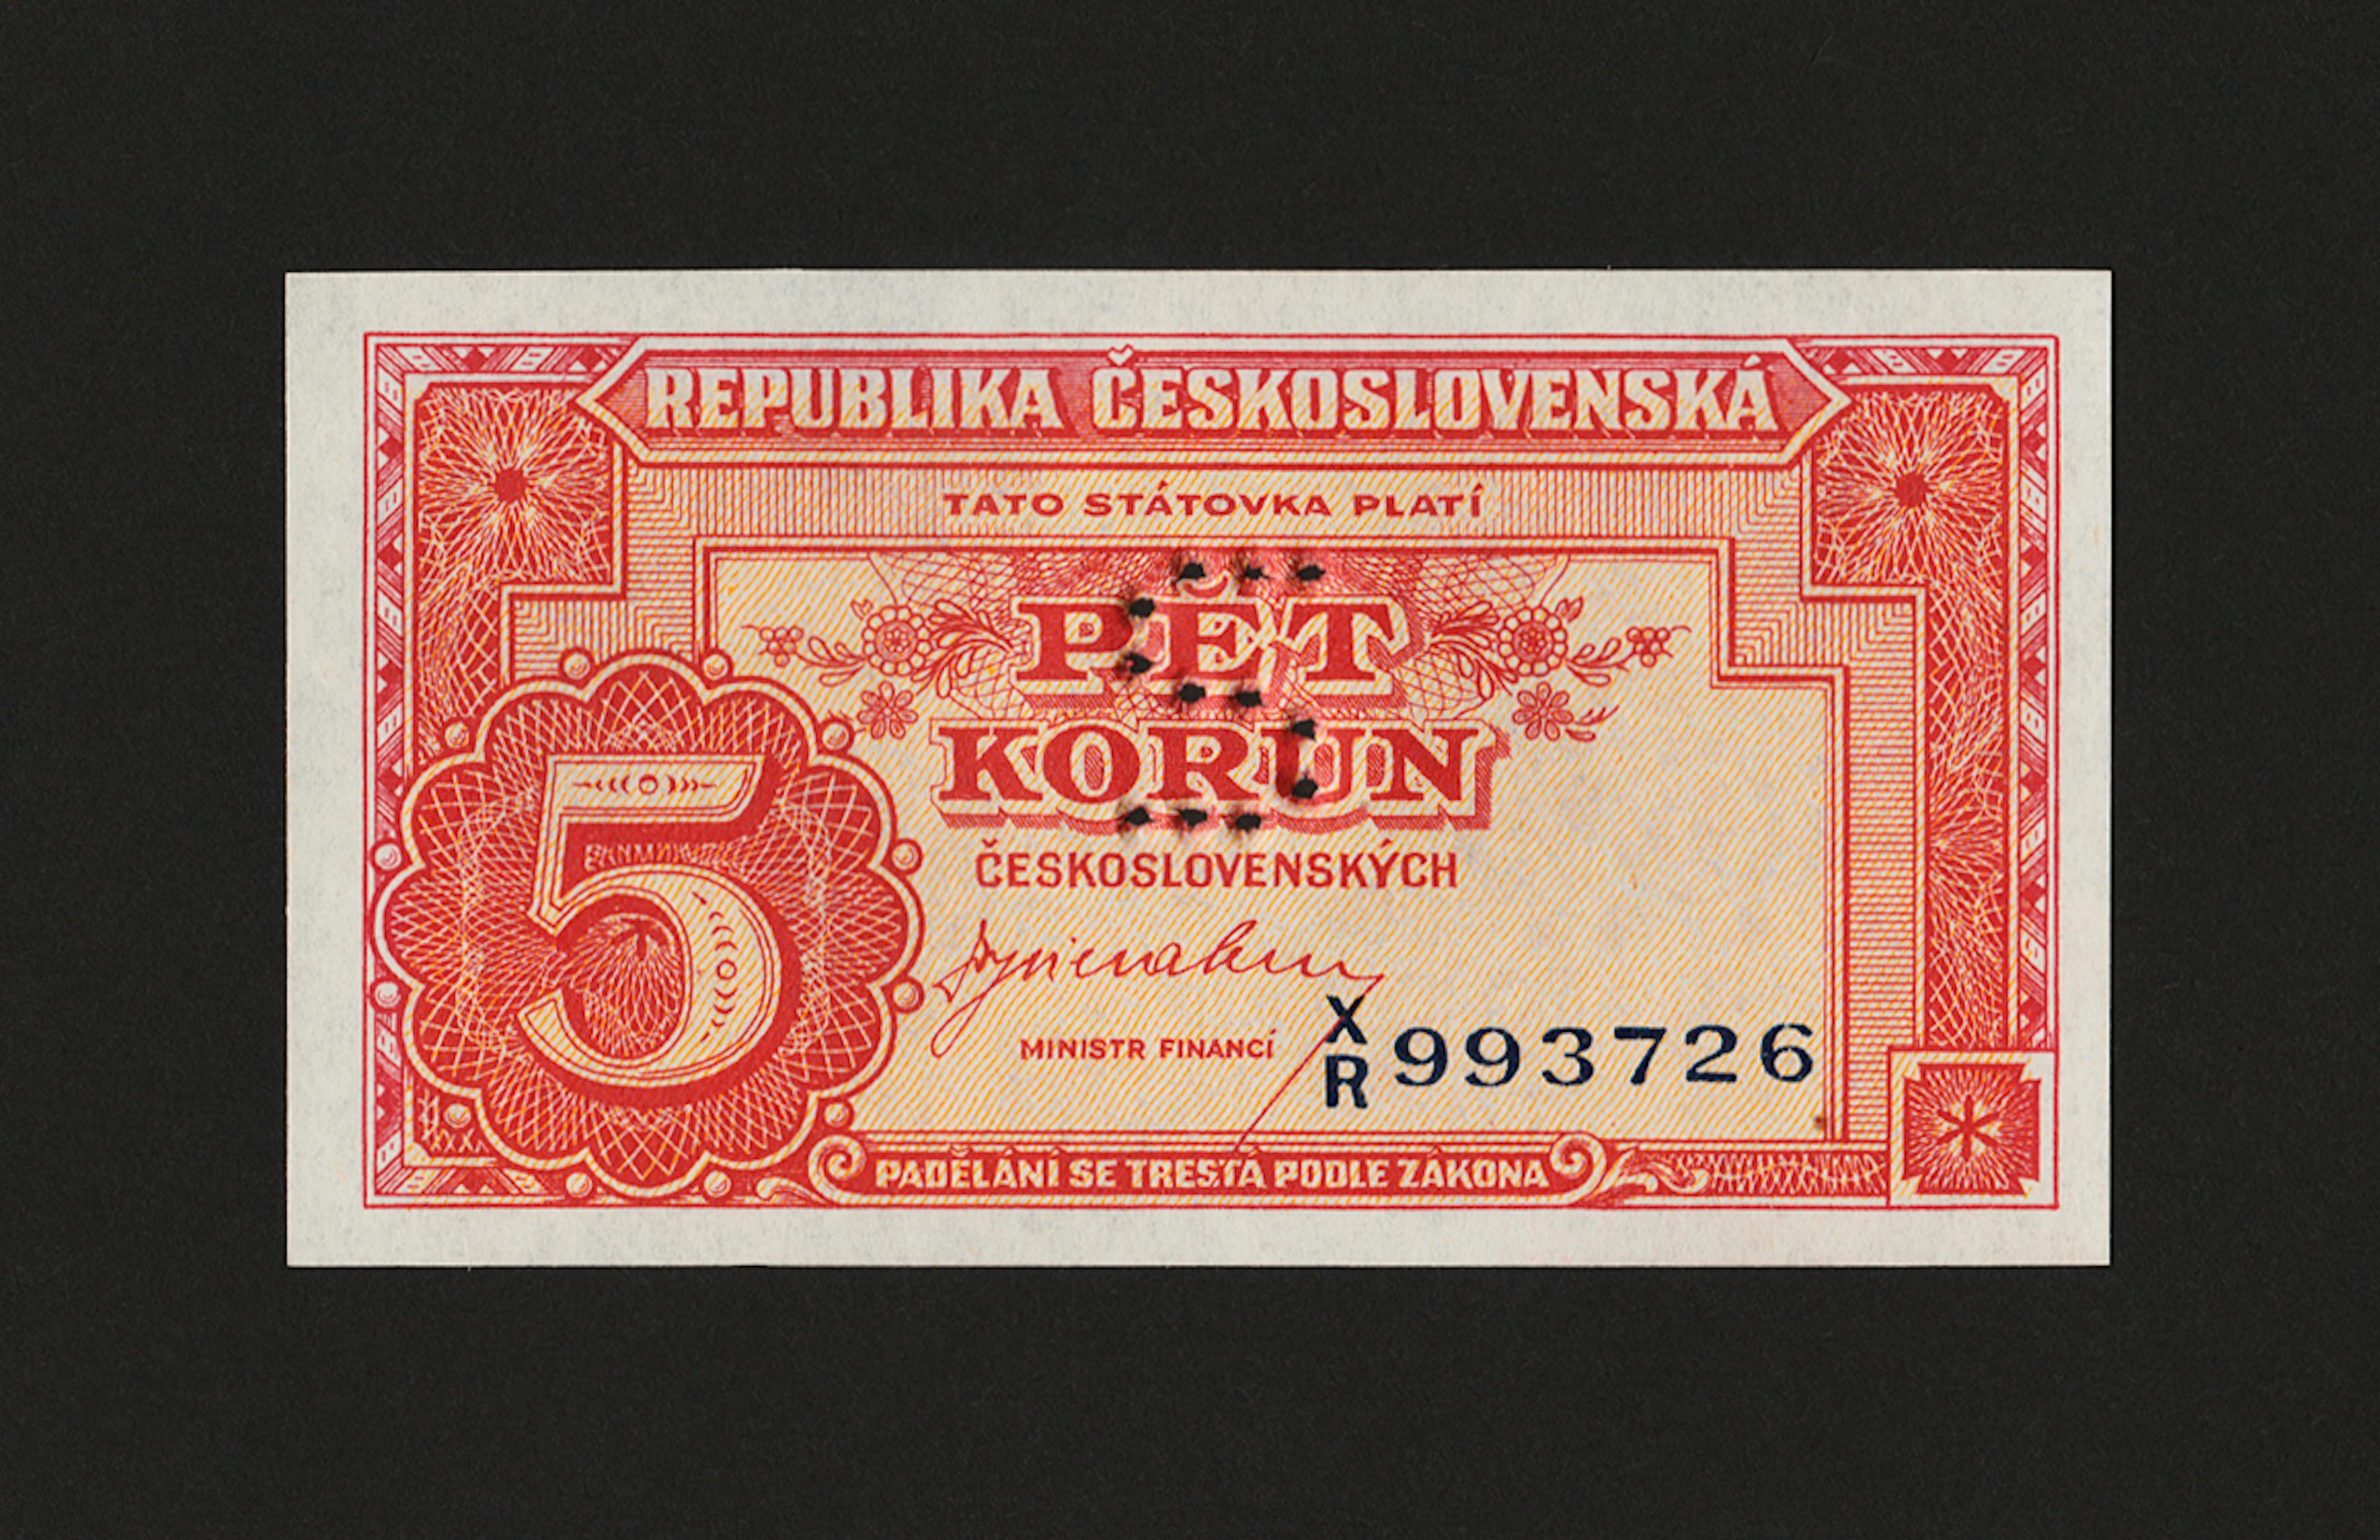 REPUBLIKA ČESKOSLOVENSKÁ
TATO STÁTOVKA PLATÍ
PĚT
KORUN
ČESKOSLOVENSKÝCH
5
MINISTR FINANCÍ
X
R 993726
PADĚLÁNÍ SE TRESTÁ PODLE ZÁKONA
S